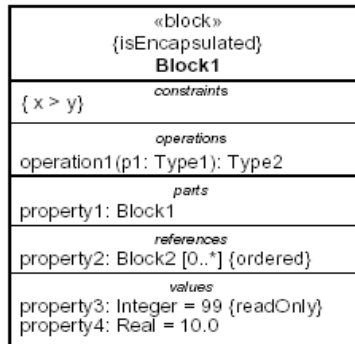 «block»
{isEncapsulated}
Block1
constraints
{ x > y}
operations
operation1(p1: Type1): Type2
parts
property1: Block1
references
property2: Block2 [0..*] {ordered}
values
property3: Integer = 99 {readOnly}
property4: Real = 10.0